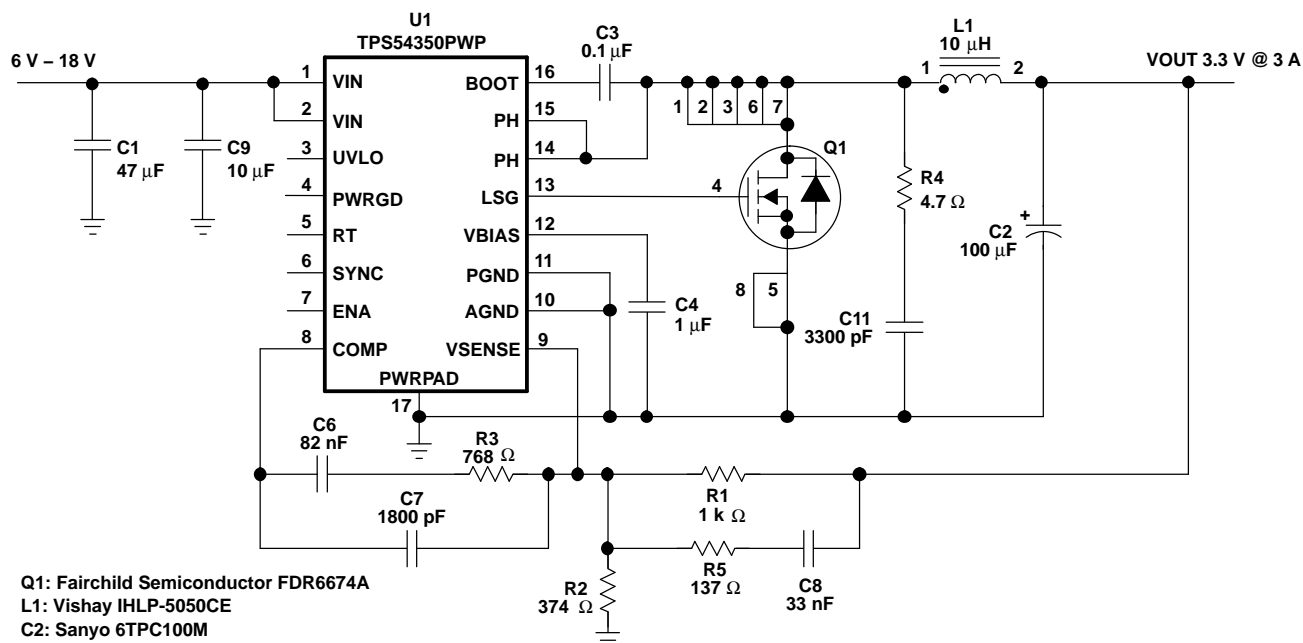 U1
TPS54350PWP
6 V – 18 V
C1
47 μF
C9
10 μF
1
VIN
2
VIN
3
UVLO
4
PWRGD
5
RT
6
SYNC
7
ENA
8
COMP
16
BOOT
15
PH
14
PH
13
LSG
12
VBIAS
11
PGND
10
AGND
9
VSENSE
PWRPAD
17
C3
0.1 μF
1 2 3 6 7
Q1
4
8 5
C4
1 μF
L1
10 μH
1 2
VOUT 3.3 V @ 3 A
R4
4.7 Ω
C11
3300 pF
+
C2
100 μF
C6
82 nF
R3
768 Ω
C7
1800 pF
R1
1 k Ω
R5
137 Ω
C8
33 nF
R2
374 Ω
Q1: Fairchild Semiconductor FDR6674A
L1: Vishay IHLP-5050CE
C2: Sanyo 6TPC100M